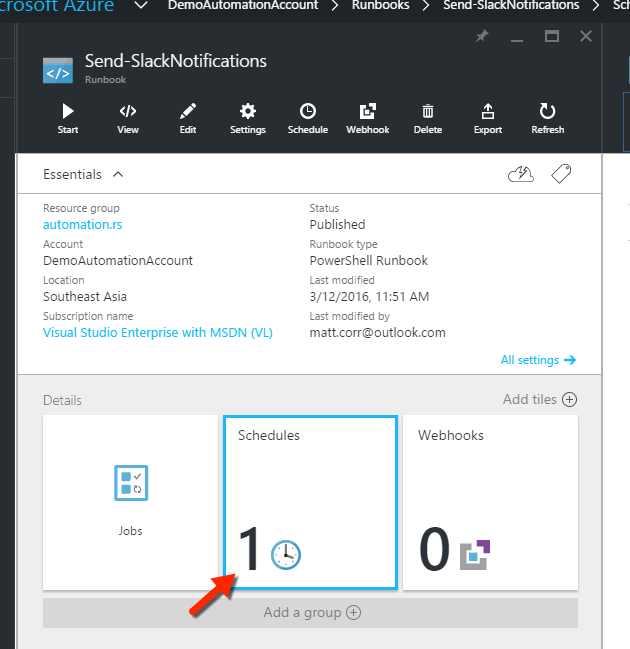 crosoft Azure DemoAutomationAccount Runbooks Send-SlackNotifications Sch
Send-SlackNotifications
Runbook
Start View Edit Settings Schedule Webhook Delete Export Refresh
Essentials
Resource group
automation.rs
Account
DemoAutomationAccount
Location
Southeast Asia
Subscription name
Visual Studio Enterprise with MSDN (VL)
Status
Published
Runbook type
PowerShell Runbook
Last modified
3/12/2016, 11:51 AM
Last modified by
matt.corr@outlook.com
All settings
Details
Add tiles
Jobs
Schedules
1
Webhooks
0
Add a group